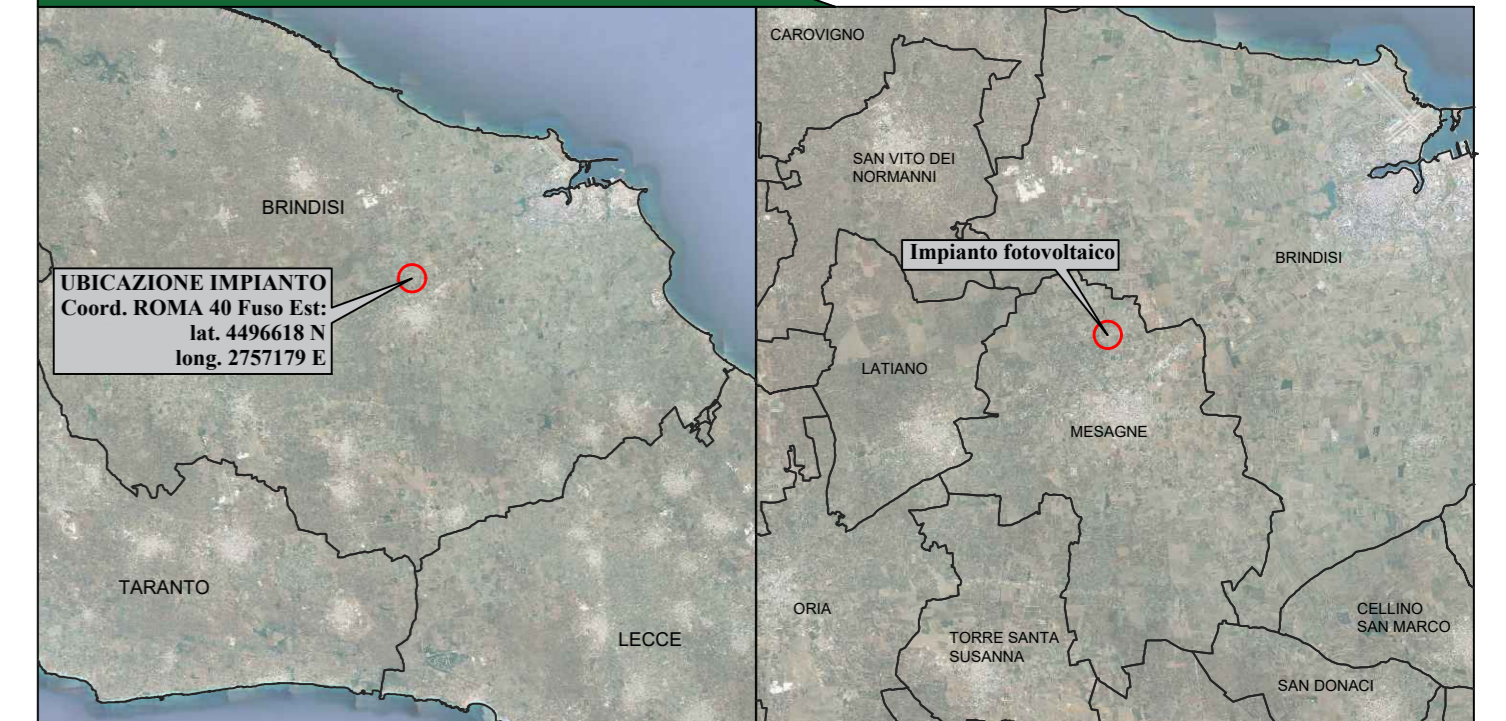 BRINDISI
UBICAZIONE IMPIANTO
Coord. ROMA 40 Fuso Est:
lat. 4496618 N
long. 2757179 E
TARANTO
LECCE
CAROVIGNO
SAN VITO DEI
NORMANNI
Impianto fotovoltaico
BRINDISI
LATIANO
MESAGNE
ORIA
TORRE SANTA
SUSANNA
CELLINO
SAN MARCO
SAN DONACI